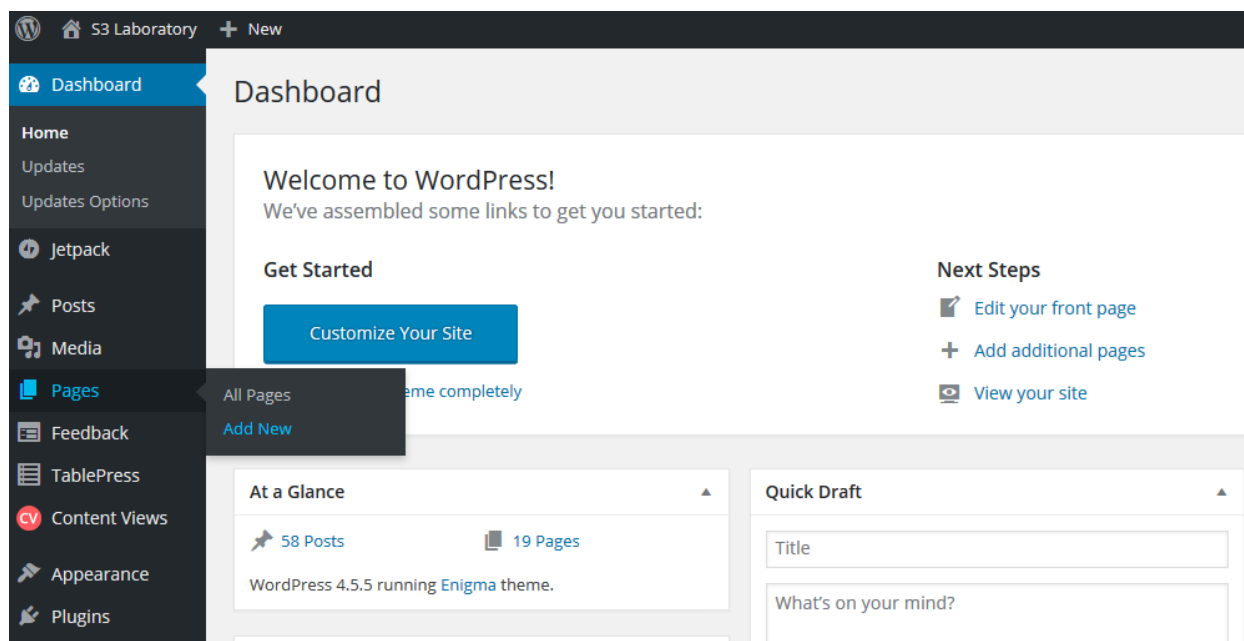 S3 Laboratory
New
Dashboard
Home
Updates
Updates Options
Jetpack
Posts
Media
Pages
Feedback
TablePress
CV Content Views
Appearance
Plugins
All Pages
Add New
Dashboard
Welcome to WordPress!
We've assembled some links to get you started:
Get Started
Customize Your Site
eme completely
Next Steps
Edit your front page
Add additional pages
View your site
At a Glance
58 Posts
19 Pages
WordPress 4.5.5 running Enigma theme.
Quick Draft
Title
What's on your mind?